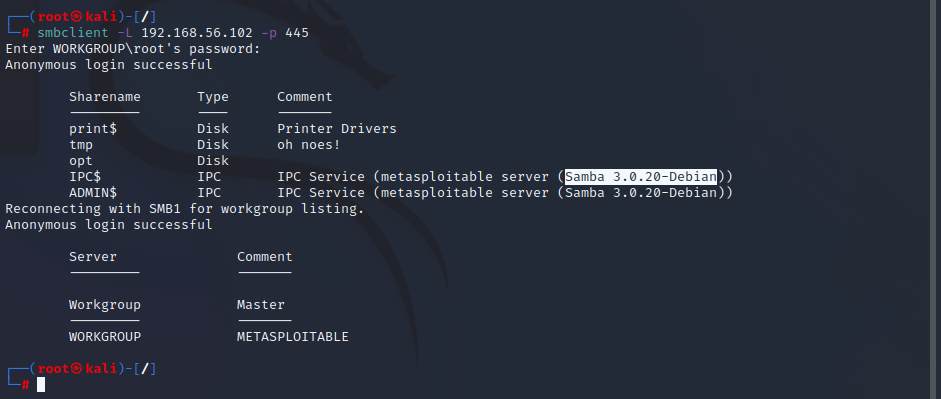 ┌──(root㉿kali)-[/]
└─# smbclient -L 192.168.56.102 -p 445
Enter WORKGROUP\root's password:
Anonymous login successful
Sharename Type Comment
--------- ---- -------
print$ Disk Printer Drivers
tmp Disk oh noes!
opt Disk
IPC$ IPC IPC Service (metasploitable server (Samba 3.0.20-Debian))
ADMIN$ IPC IPC Service (metasploitable server (Samba 3.0.20-Debian))
Reconnecting with SMB1 for workgroup listing.
Anonymous login successful
Server Comment
--------- -------
Workgroup Master
--------- -------
WORKGROUP METASPLOITABLE
┌──(root㉿kali)-[/]
└─#